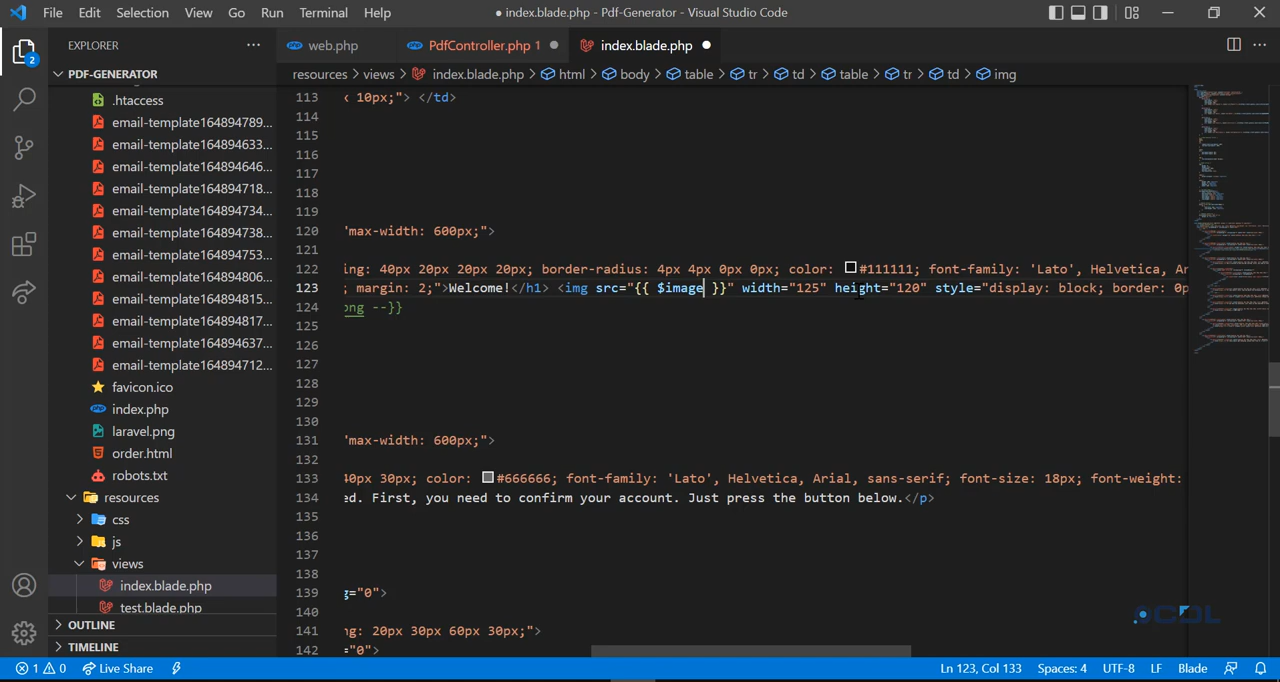 File Edit Selection View Go Run Terminal Help
● index.blade.php - Pdf-Generator - Visual Studio Code
EXPLORER ...
web.php PdfController.php 1 index.blade.php
PDF-GENERATOR
resources > views > index.blade.php > html > body > table > tr > td > table > tr > td > img
2
.htaccess
email-template164894789...
email-template164894633...
email-template164894646...
email-template164894718...
email-template164894734...
email-template164894738...
email-template164894753...
email-template164894806...
email-template164894815...
email-template164894817...
email-template164894637...
email-template164894712...
favicon.ico
index.php
laravel.png
order.html
robots.txt
resources
css
js
views
index.blade.php
test.blade.php
OUTLINE
TIMELINE
113 10px;"> </td>
114
115
116
117
118
119
120 "max-width: 600px;">
121
122 ing: 40px 20px 20px 20px; border-radius: 4px 4px 0px 0px; color: #111111; font-family: 'Lato', Helvetica, Ar
123 ; margin: 2;">Welcome!</h1> <img src="{{ $image }}" width="125" height="120" style="display: block; border: 0p
124 png --}}
125
126
127
128
129
130
131 "max-width: 600px;">
132
133 40px 30px; color: #666666; font-family: 'Lato', Helvetica, Arial, sans-serif; font-size: 18px; font-weight:
134 ed. First, you need to confirm your account. Just press the button below.</p>
135
136
137
138
139 g="0">
140
141 ng: 20px 30px 60px 30px;">
142 ="0">
1 0 Live Share Ln 123, Col 133 Spaces: 4 UTF-8 LF Blade